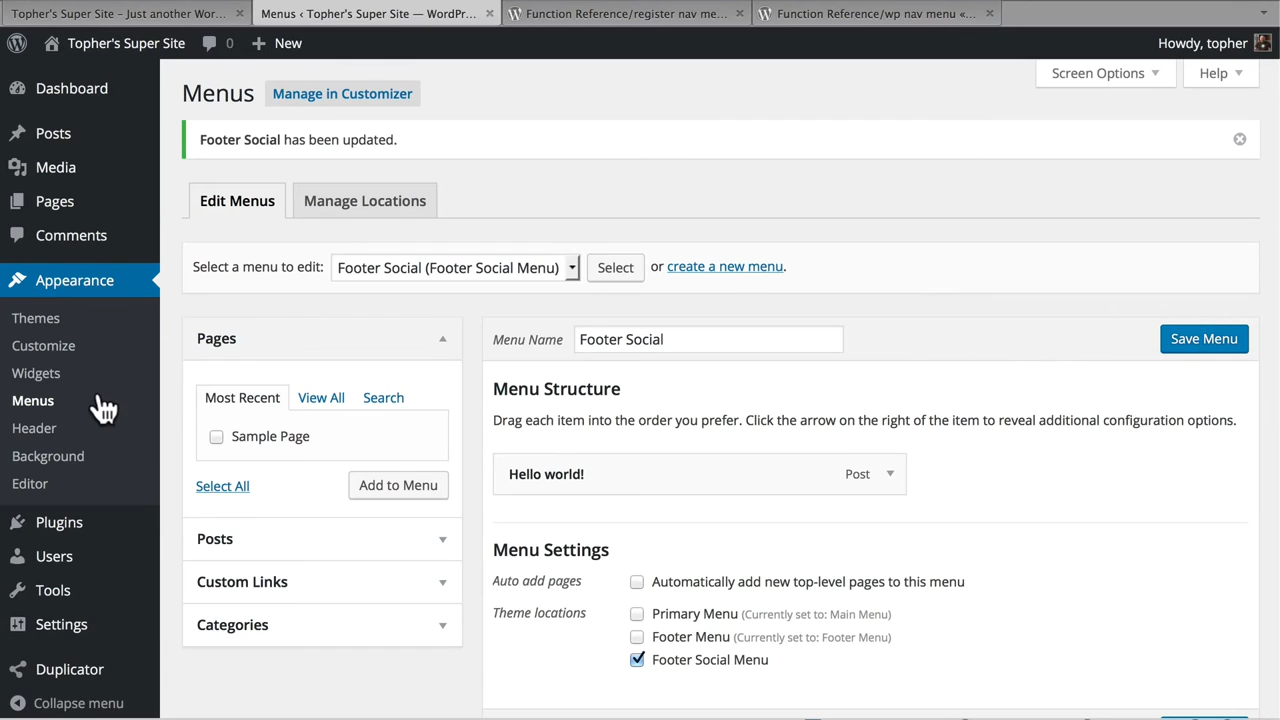 Topher's Super Site – Just another Wor...
Menus ‹ Topher's Super Site — WordPr...
Function Reference/register nav me...
Function Reference/wp nav menu «...
Topher's Super Site
0
New
Howdy, topher
Dashboard
Posts
Media
Pages
Comments
Appearance
Themes
Customize
Widgets
Menus
Header
Background
Editor
Plugins
Users
Tools
Settings
Duplicator
Collapse menu
Screen Options
Help
Menus
Manage in Customizer
Footer Social has been updated.
Edit Menus
Manage Locations
Select a menu to edit:
Footer Social (Footer Social Menu)
Select
or create a new menu.
Pages
Most Recent
View All
Search
Sample Page
Select All
Add to Menu
Posts
Custom Links
Categories
Menu Name
Footer Social
Save Menu
Menu Structure
Drag each item into the order you prefer. Click the arrow on the right of the item to reveal additional configuration options.
Hello world!
Post
Menu Settings
Auto add pages
Automatically add new top-level pages to this menu
Theme locations
Primary Menu (Currently set to: Main Menu)
Footer Menu (Currently set to: Footer Menu)
Footer Social Menu